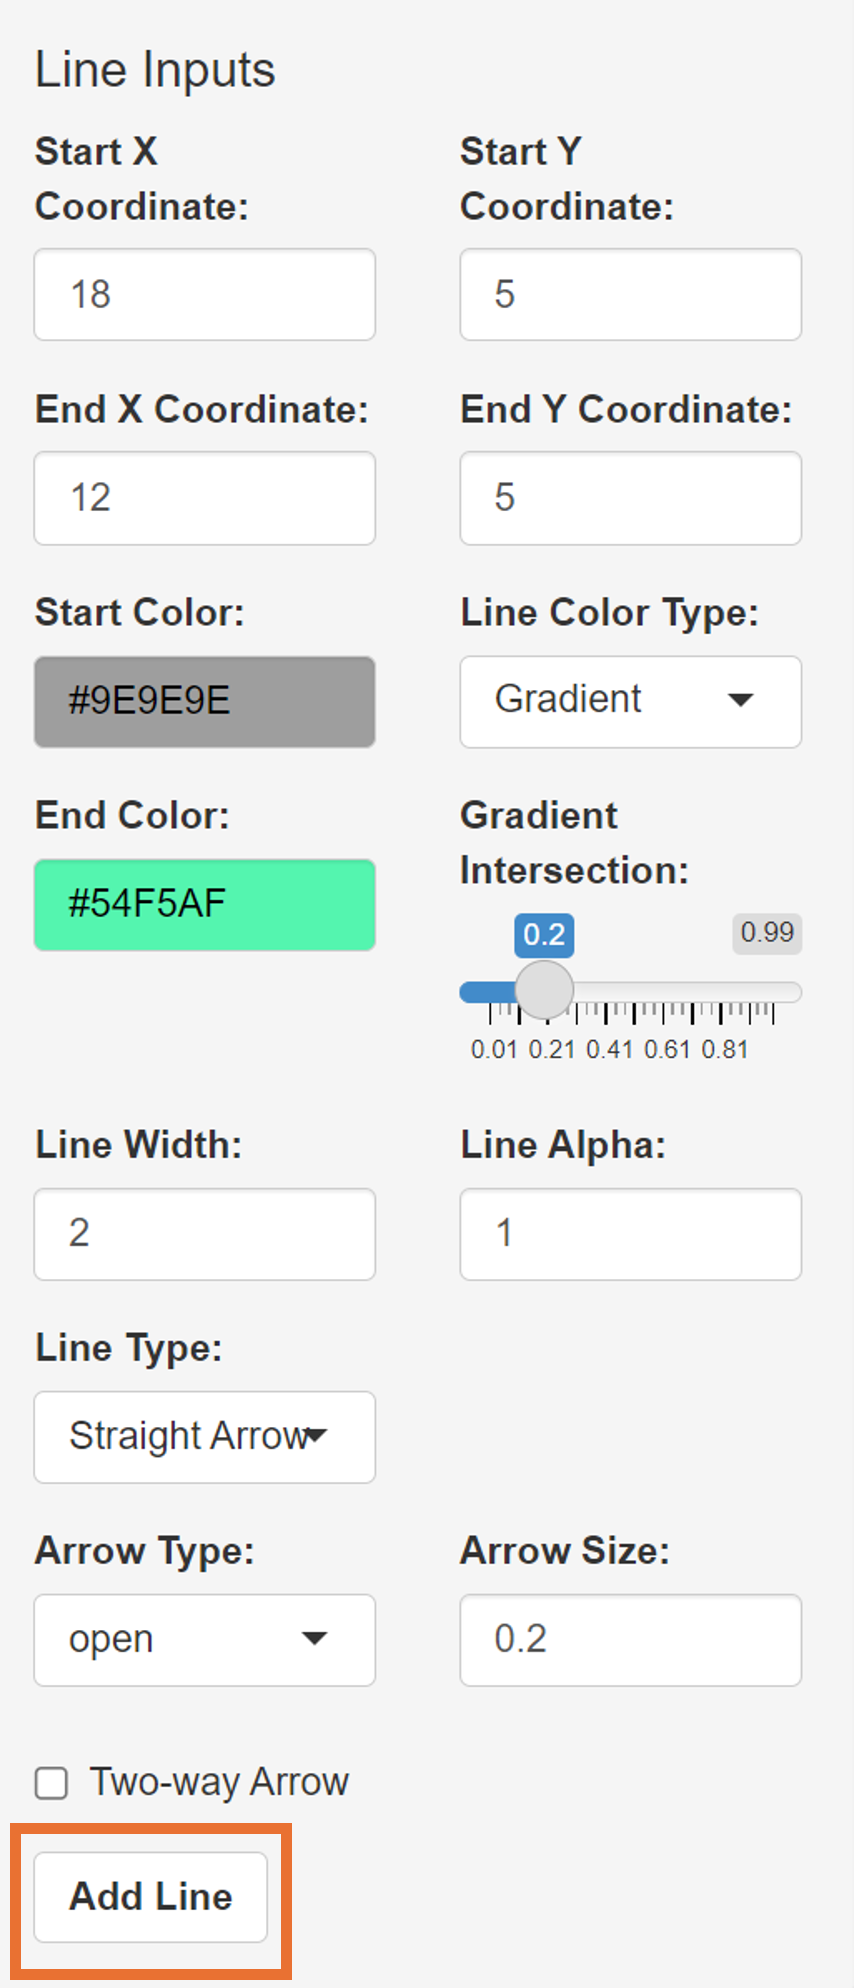 Line Inputs
Start X
Coordinate:
Start Y
Coordinate:
18
5
End X Coordinate:
End Y Coordinate:
12
5
Start Color:
Line Color Type:
#9E9E9E
Gradient
End Color:
Gradient
Intersection:
#54F5AF
0.2
0.99
0.01 0.21 0.41 0.61 0.81
Line Width:
Line Alpha:
2
1
Line Type:
Straight Arrow
Arrow Type:
Arrow Size:
open
0.2
Two-way Arrow
Add Line